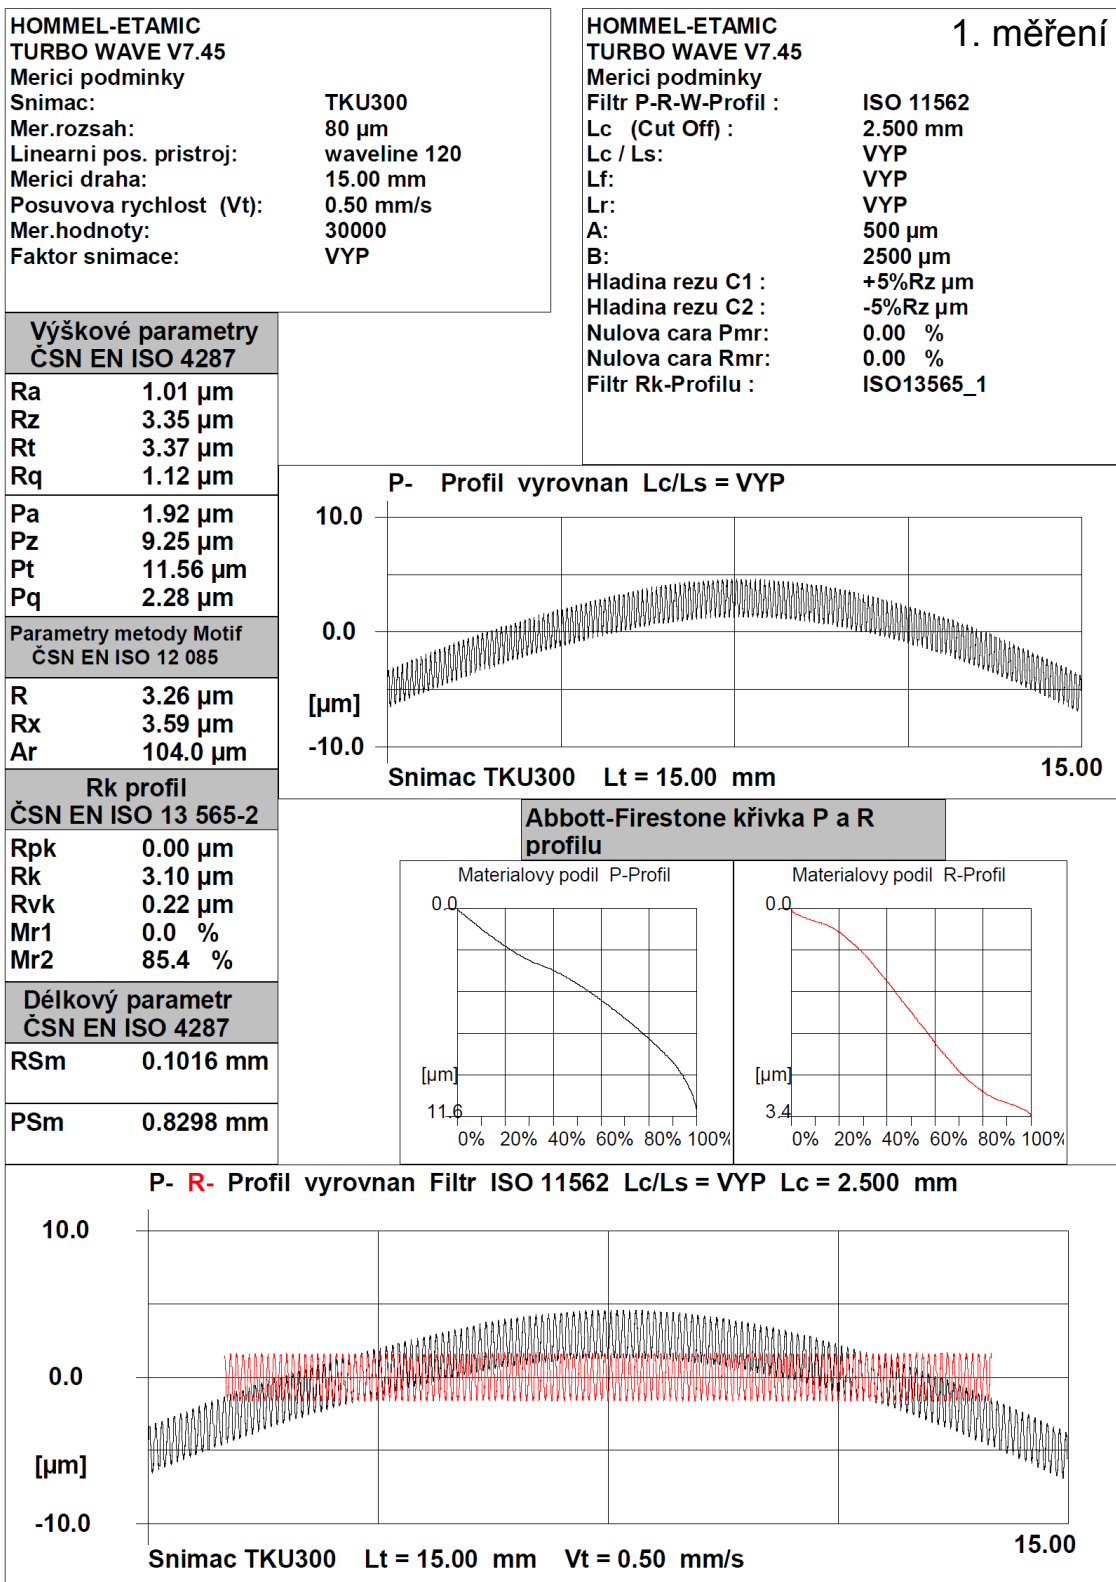 HOMMEL-ETAMIC
TURBO WAVE V7.45
Merici podminky
Snimac: TKU300
Mer.rozsah: 80 µm
Linearni pos. pristroj: waveline 120
Merici draha: 15.00 mm
Posuvova rychlost (Vt): 0.50 mm/s
Mer.hodnoty: 30000
Faktor snimace: VYP
HOMMEL-ETAMIC 1. měření
TURBO WAVE V7.45
Merici podminky
Filtr P-R-W-Profil : ISO 11562
Lc (Cut Off) : 2.500 mm
Lc / Ls: VYP
Lf: VYP
Lr: VYP
A: 500 µm
B: 2500 µm
Hladina rezu C1 : +5%Rz µm
Hladina rezu C2 : -5%Rz µm
Nulova cara Pmr: 0.00 %
Nulova cara Rmr: 0.00 %
Filtr Rk-Profilu : ISO13565_1
Výškové parametry
ČSN EN ISO 4287
Ra 1.01 µm
Rz 3.35 µm
Rt 3.37 µm
Rq 1.12 µm
Pa 1.92 µm
Pz 9.25 µm
Pt 11.56 µm
Pq 2.28 µm
Parametry metody Motif
ČSN EN ISO 12 085
R 3.26 µm
Rx 3.59 µm
Ar 104.0 µm
Rk profil
ČSN EN ISO 13 565-2
Rpk 0.00 µm
Rk 3.10 µm
Rvk 0.22 µm
Mr1 0.0 %
Mr2 85.4 %
Délkový parametr
ČSN EN ISO 4287
RSm 0.1016 mm
PSm 0.8298 mm
P- Profil vyrovnan Lc/Ls = VYP
10.0
0.0
[µm]
-10.0
15.00
Snimac TKU300 Lt = 15.00 mm
Abbott-Firestone křivka P a R
profilu
Materialovy podil P-Profil
0.0
[µm]
11.6
0% 20% 40% 60% 80% 100%
Materialovy podil R-Profil
0.0
[µm]
3.4
0% 20% 40% 60% 80% 100%
P- R- Profil vyrovnan Filtr ISO 11562 Lc/Ls = VYP Lc = 2.500 mm
10.0
0.0
[µm]
-10.0
15.00
Snimac TKU300 Lt = 15.00 mm Vt = 0.50 mm/s